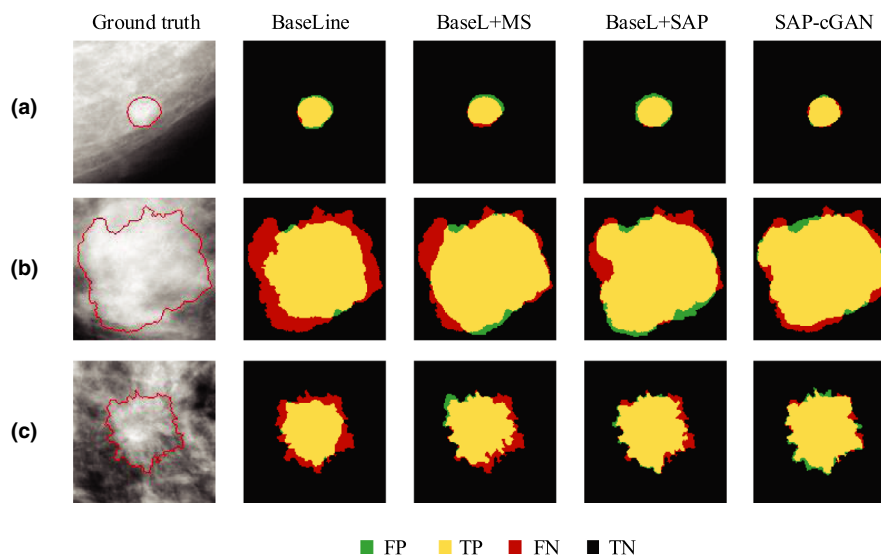 Ground truth BaseLine BaseL+MS BaseL+SAP SAP-cGAN
(a)
(b)
(c)
FP TP FN TN